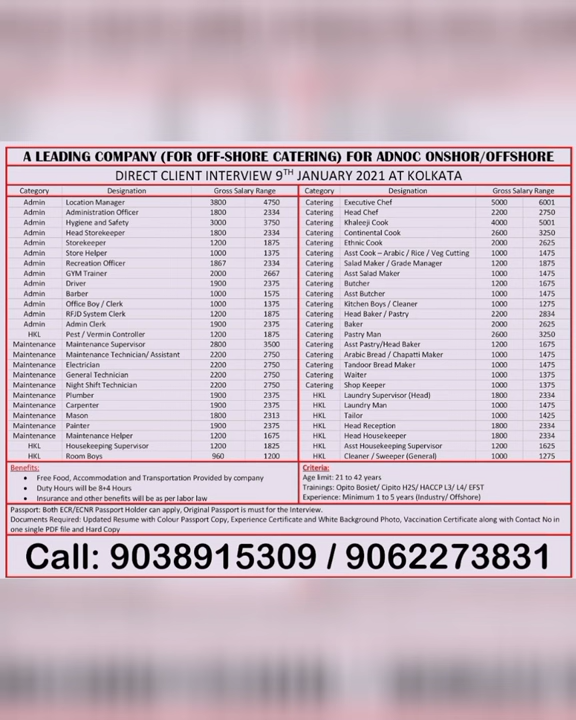 A LEADING COMPANY (FOR OFF-SHORE CATERING) FOR ADNOC ONSHOR/OFFSHORE
DIRECT CLIENT INTERVIEW 9TH JANUARY 2021 AT KOLKATA
Category Designation Gross Salary Range Category Designation Gross Salary Range
Admin Location Manager 3800 4750 Catering Executive Chef 5000 6001
Admin Administration Officer 1800 2334 Catering Head Chef 2200 2750
Admin Hygiene and Safety 3000 3750 Catering Khaleeji Cook 4000 5001
Admin Head Storekeeper 1800 2334 Catering Continental Cook 2600 3250
Admin Storekeeper 1200 1875 Catering Ethnic Cook 2000 2625
Admin Store Helper 1000 1375 Catering Asst Cook – Arabic / Rice / Veg Cutting 1000 1475
Admin Recreation Officer 1867 2334 Catering Salad Maker / Grade Manager 1200 1875
Admin GYM Trainer 2000 2667 Catering Asst Salad Maker 1000 1475
Admin Driver 1900 2375 Catering Butcher 1200 1675
Admin Barber 1000 1575 Catering Asst Butcher 1000 1475
Admin Office Boy / Clerk 1000 1375 Catering Kitchen Boys / Cleaner 1000 1275
Admin RFJD System Clerk 1200 1875 Catering Head Baker / Pastry 2200 2834
Admin Admin Clerk 1900 2375 Catering Baker 2000 2625
HKL Pest / Vermin Controller 1200 1875 Catering Pastry Man 2600 3250
Maintenance Maintenance Supervisor 2800 3500 Catering Asst Pastry/Head Baker 1200 1675
Maintenance Maintenance Technician/ Assistant 2200 2750 Catering Arabic Bread / Chapatti Maker 1000 1475
Maintenance Electrician 2200 2750 Catering Tandoor Bread Maker 1000 1475
Maintenance General Technician 2200 2750 Catering Waiter 1000 1375
Maintenance Night Shift Technician 2200 2750 Catering Shop Keeper 1000 1375
Maintenance Plumber 1900 2375 HKL Laundry Supervisor (Head) 1800 2334
Maintenance Carpenter 1900 2375 HKL Laundry Man 1000 1475
Maintenance Mason 1800 2313 HKL Tailor 1000 1425
Maintenance Painter 1900 2375 HKL Head Reception 1800 2334
Maintenance Maintenance Helper 1200 1675 HKL Head Housekeeper 1800 2334
HKL Housekeeping Supervisor 1200 1825 HKL Asst Housekeeping Supervisor 1200 1625
HKL Room Boys 960 1200 HKL Cleaner / Sweeper (General) 1000 1275
Benefits:
• Free Food, Accommodation and Transportation Provided by company
• Duty Hours will be 8+4 Hours
• Insurance and other benefits will be as per labor law
Criteria:
Age limit: 21 to 42 years
Trainings: Opito Bosiet/ Cipito H2S/ HACCP L3/ L4/ EFST
Experience: Minimum 1 to 5 years (Industry/ Offshore)
Passport: Both ECR/ECNR Passport Holder can apply, Original Passport is must for the Interview.
Documents Required: Updated Resume with Colour Passport Copy, Experience Certificate and White Background Photo, Vaccination Certificate along with Contact No in
one single PDF file and Hard Copy
Call: 9038915309 / 9062273831